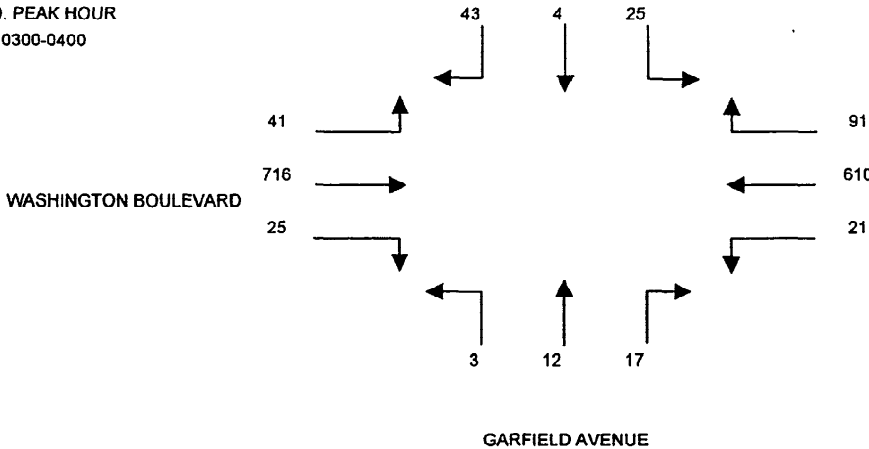 . PEAK HOUR
0300-0400
43 4 25
41
91
716
610
WASHINGTON BOULEVARD
25
21
3 12 17
GARFIELD AVENUE